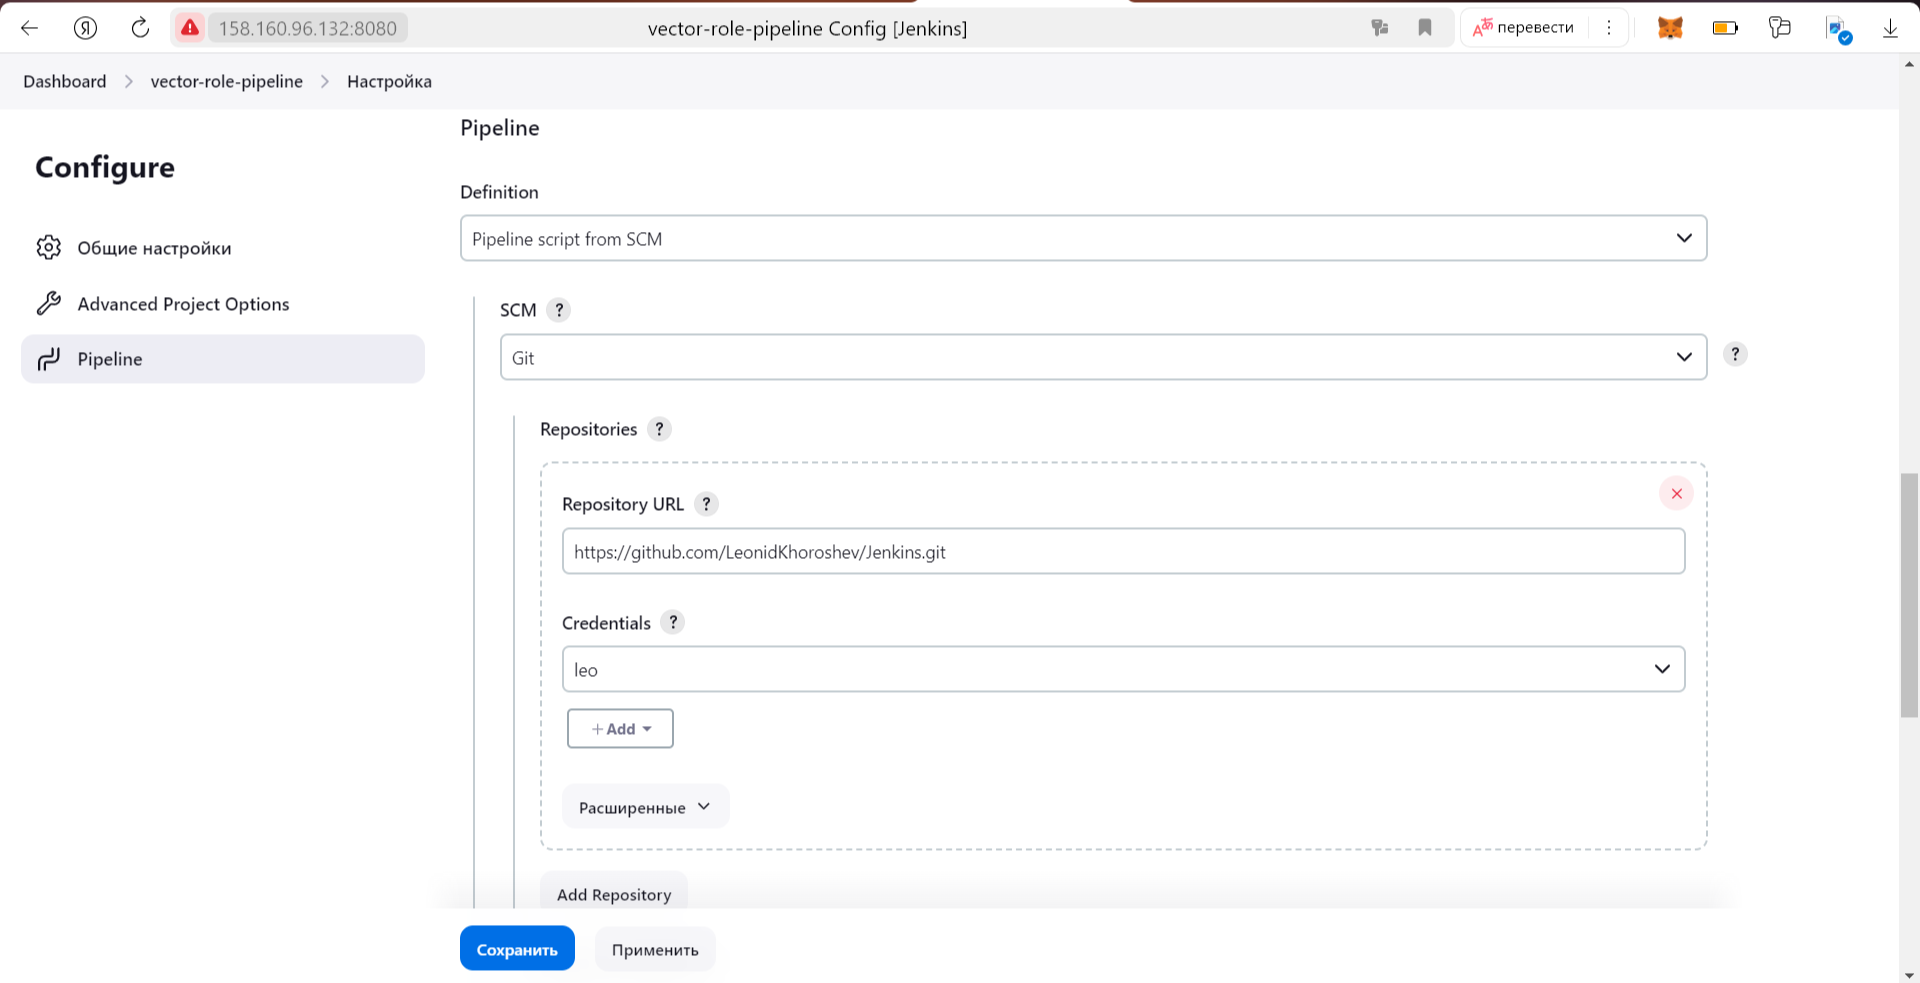 158.160.96.132:8080
vector-role-pipeline Config [Jenkins]
перевести
Dashboard
vector-role-pipeline
Настройка
Configure
Общие настройки
Advanced Project Options
Pipeline
Pipeline
Definition
Pipeline script from SCM
SCM ?
Git
?
Repositories ?
Repository URL ?
https://github.com/LeonidKhoroshev/Jenkins.git
Credentials ?
leo
+ Add
Расширенные
Add Repository
Сохранить
Применить